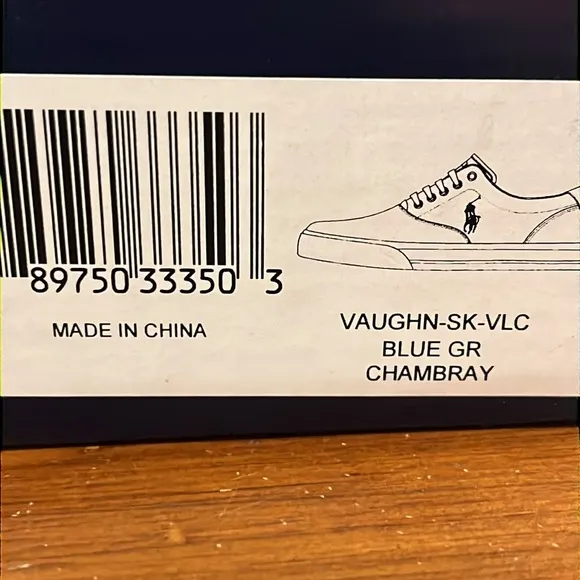 89750 33350 3
MADE IN CHINA
VAUGHN-SK-VLC
BLUE GR
CHAMBRAY